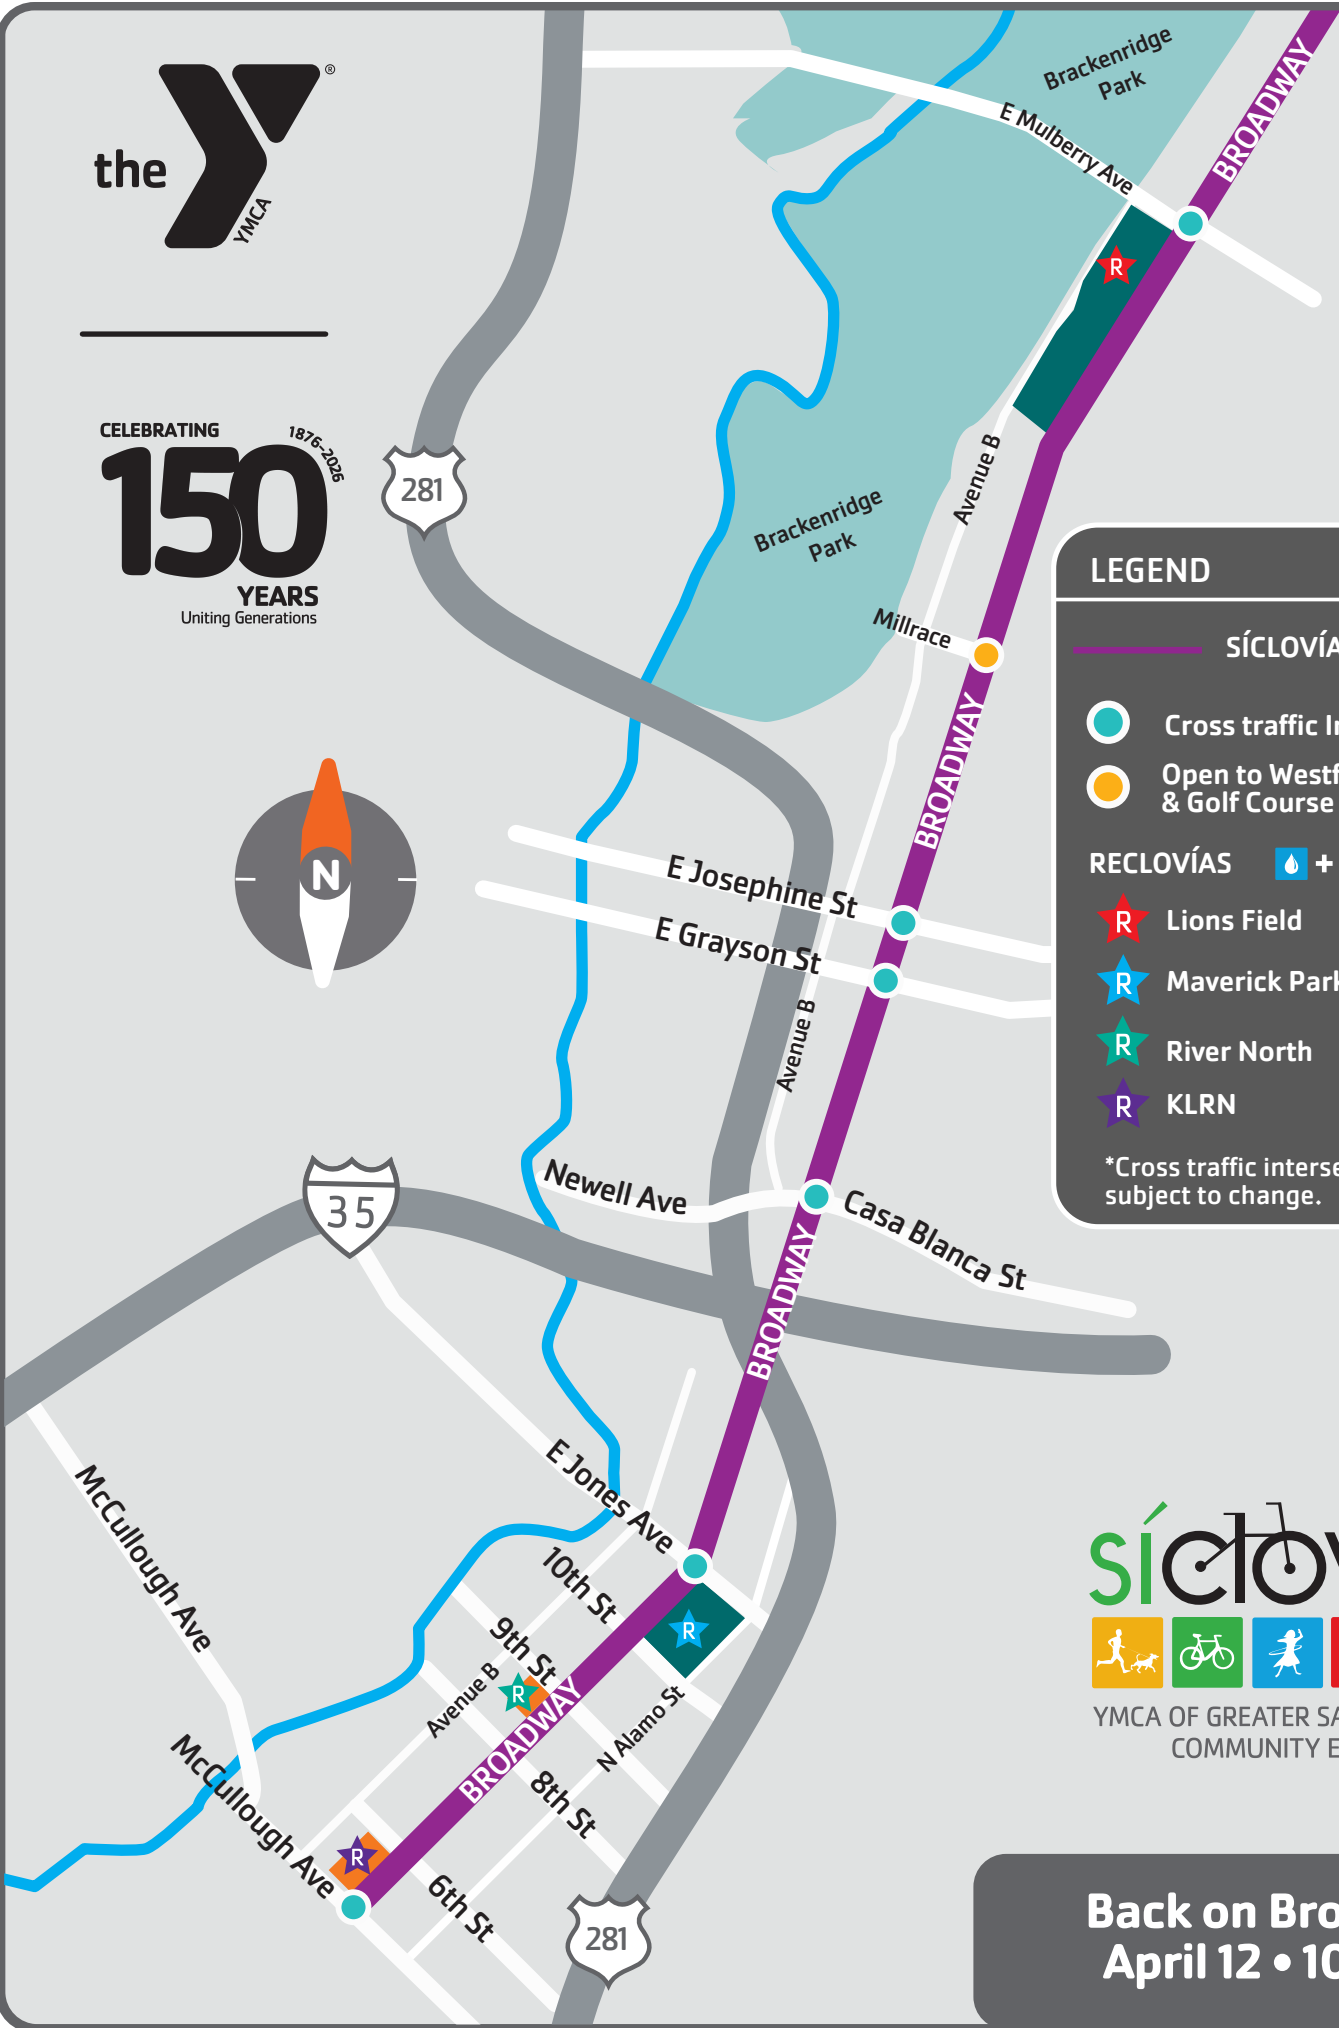 the
YMCA
®
CELEBRATING
1876-2026
150
YEARS
Uniting Generations
Brackenridge
Park
BROADWAY
E Mulberry Ave
R
281
Avenue B
Brackenridge
Park
Millrace
BROADWAY
N
E Josephine St
E Grayson St
Avenue B
LEGEND
SÍCLOVÍA
Cross traffic
Open to
& Golf Course
RECLOVÍAS +
R Lions Field
R Maverick Park
R River North
R KLRN
*Cross traffic
subject to change.
35
Newell Ave
Casa Blanca St
BROADWAY
E Jones Ave
McCullough Ave
10th St
R
9th St
R
Avenue B
BROADWAY
N Alamo St
McCullough Ave
8th St
R
6th St
281
síclo
YMCA OF GREATER
COMMUNITY
Back on
April 12 • 10